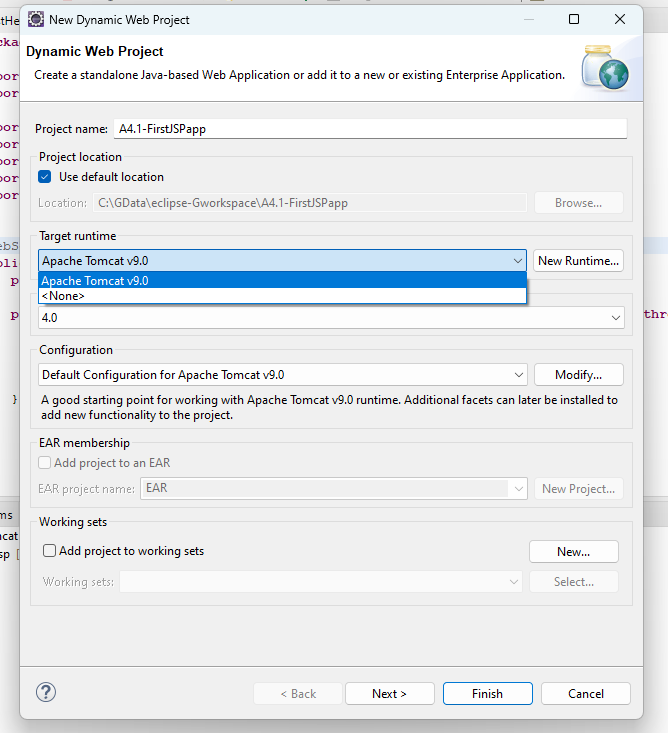 New Dynamic Web Project
Dynamic Web Project
Create a standalone Java-based Web Application or add it to a new or existing Enterprise Application.
Project name: A4.1-FirstJSPapp
Project location
Use default location
Location: C:\GData\eclipse-Gworkspace\A4.1-FirstJSPapp Browse...
Target runtime
Apache Tomcat v9.0 New Runtime...
Apache Tomcat v9.0
<None>
4.0
Configuration
Default Configuration for Apache Tomcat v9.0 Modify...
A good starting point for working with Apache Tomcat v9.0 runtime. Additional facets can later be installed to
add new functionality to the project.
EAR membership
Add project to an EAR
EAR project name: EAR New Project...
Working sets
Add project to working sets New...
Working sets: Select...
? < Back Next > Finish Cancel